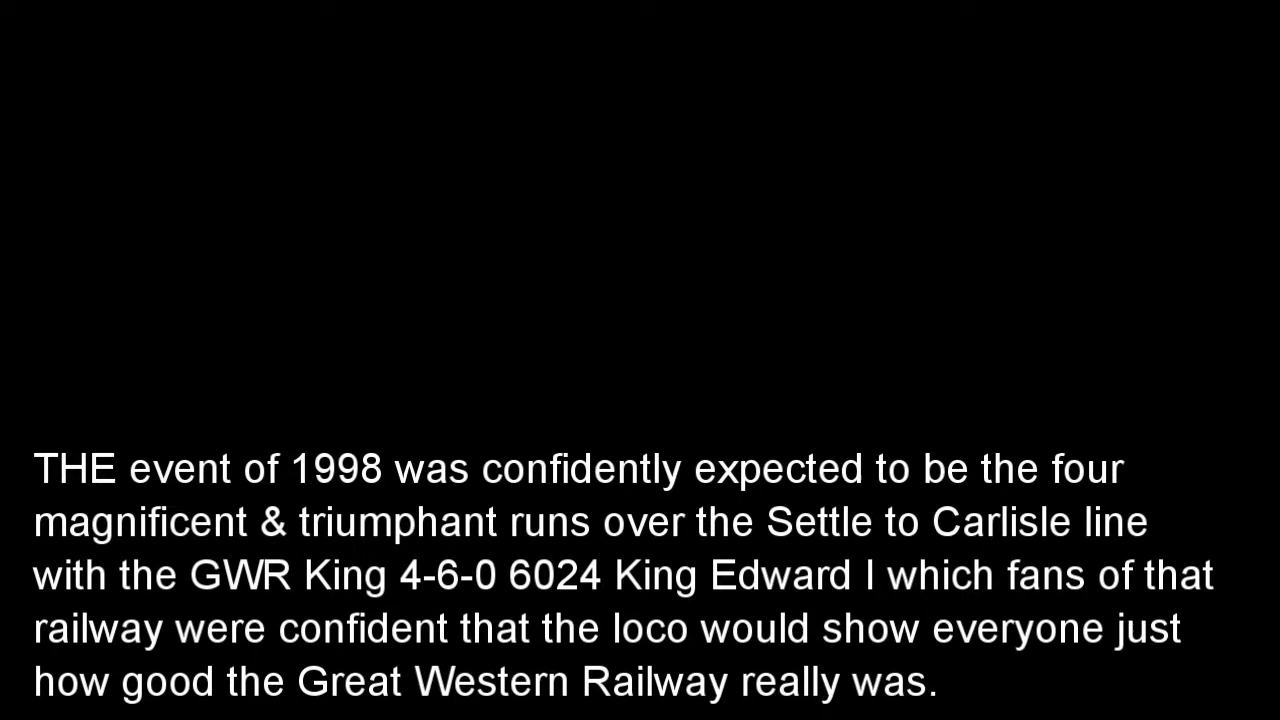 THE event of 1998 was confidently expected to be the four
magnificent & triumphant runs over the Settle to Carlisle line
with the GWR King 4-6-0 6024 King Edward I which fans of that
railway were confident that the loco would show everyone just
how good the Great Western Railway really was.